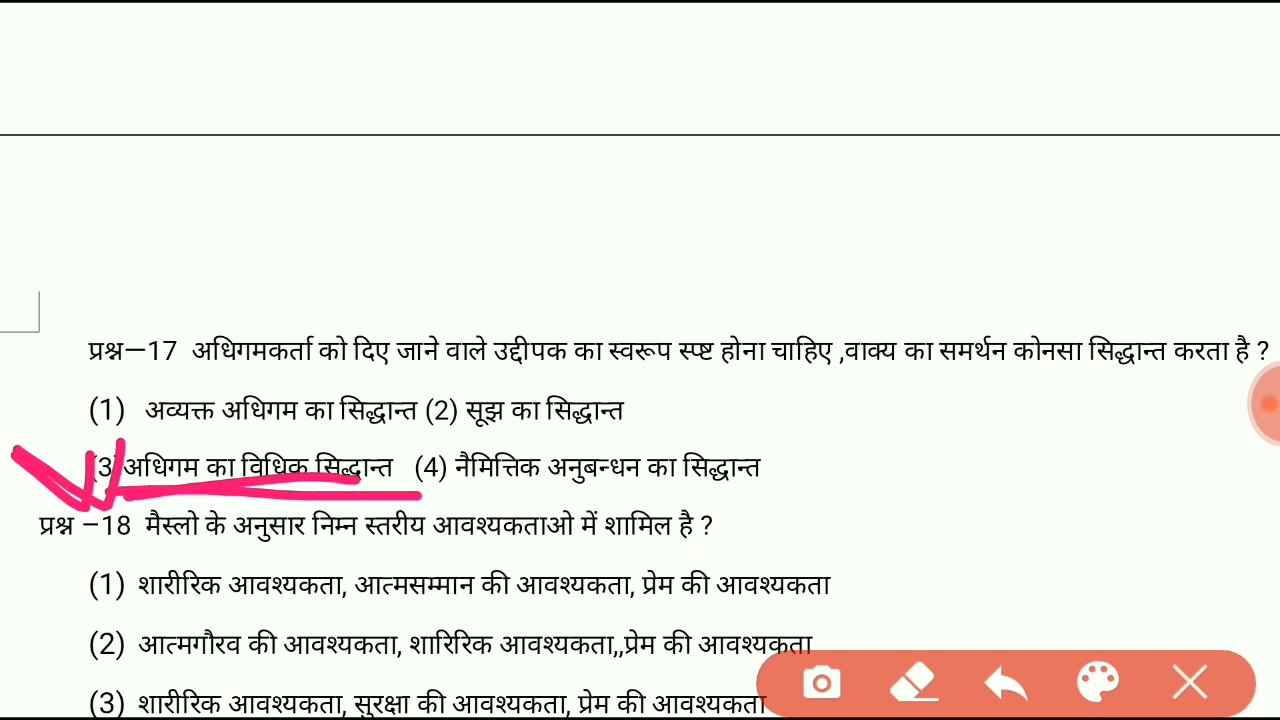 प्रश्न—17 अधिगमकर्ता को दिए जाने वाले उद्दीपक का स्वरूप स्प्ष्ट होना चाहिए ,वाक्य का समर्थन कोनसा सिद्धान्त करता है ?
(1) अव्यक्त अधिगम का सिद्धान्त (2) सूझ का सिद्धान्त
(3) अधिगम का विधिक सिद्धान्त (4) नैमित्तिक अनुबन्धन का सिद्धान्त
प्रश्न –18 मैस्लो के अनुसार निम्न स्तरीय आवश्यकताओ में शामिल है ?
(1) शारीरिक आवश्यकता, आत्मसम्मान की आवश्यकता, प्रेम की आवश्यकता
(2) आत्मगौरव की आवश्यकता, शारिरिक आवश्यकता,,प्रेम की आवश्यकता
(3) शारीरिक आवश्यकता, सुरक्षा की आवश्यकता, प्रेम की आवश्यकता